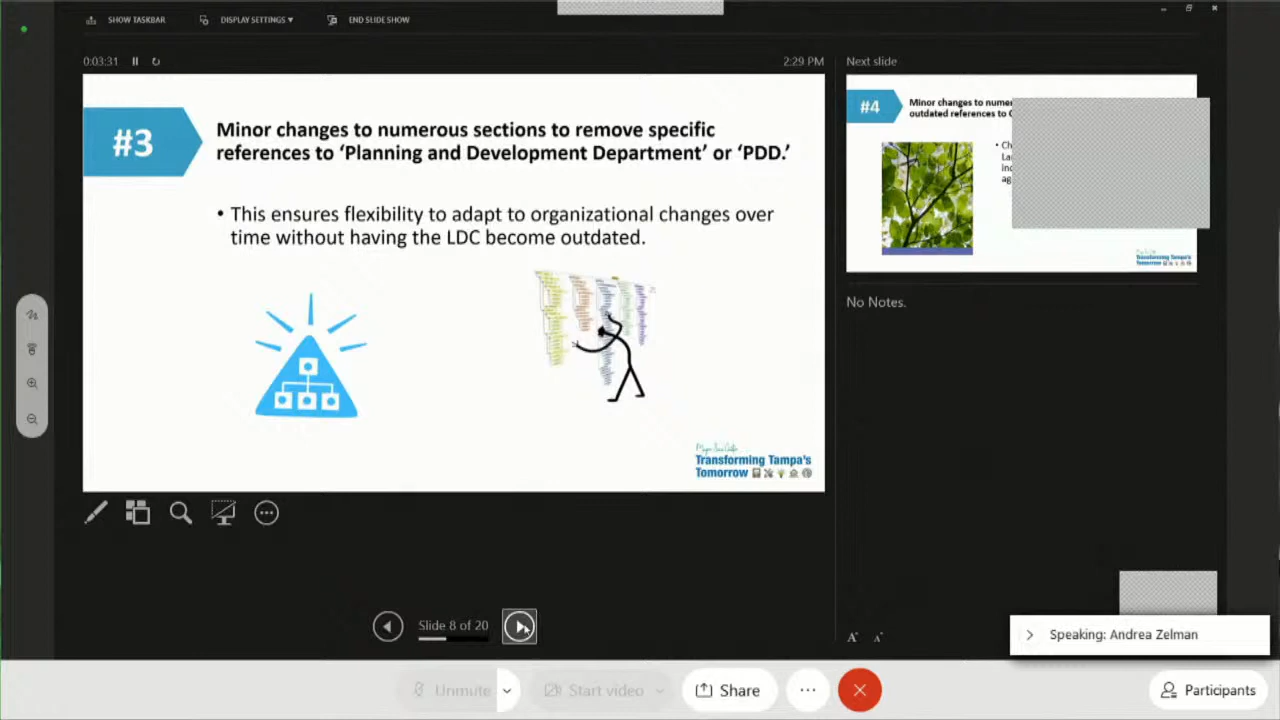 SHOW TASKBAR
DISPLAY SETTINGS ▾
END SLIDE SHOW
0:03:31
2:29 PM
Next slide
#3
Minor changes to numerous sections to remove specific
references to ‘Planning and Development Department’ or ‘PDD.’
• This ensures flexibility to adapt to organizational changes over
time without having the LDC become outdated.
Transforming Tampa's
Tomorrow
#4
Minor changes to
outdated references to
Transforming Tampa's
Tomorrow
No Notes.
Slide 8 of 20
A
A
Speaking: Andrea Zelman
Unmute
Start video
Share
Participants